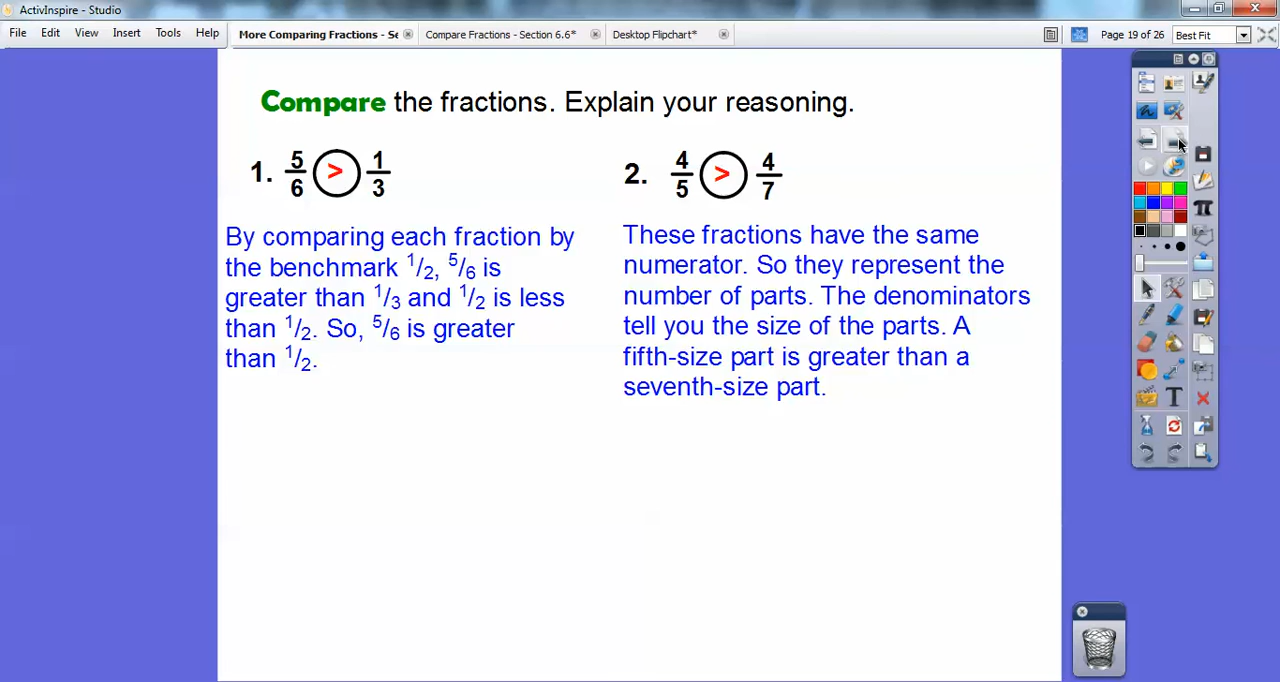 ActivInspire - Studio
File Edit View Insert Tools Help
More Comparing Fractions - Se
Compare Fractions - Section 6.6*
Desktop Flipchart*
Page 19 of 26
Best Fit
Compare the fractions. Explain your reasoning.
1. 5/6 > 1/3
2. 4/5 > 4/7
By comparing each fraction by
the benchmark 1/2, 5/6 is
greater than 1/3 and 1/2 is less
than 1/2. So, 5/6 is greater
than 1/2.
These fractions have the same
numerator. So they represent the
number of parts. The denominators
tell you the size of the parts. A
fifth-size part is greater than a
seventh-size part.